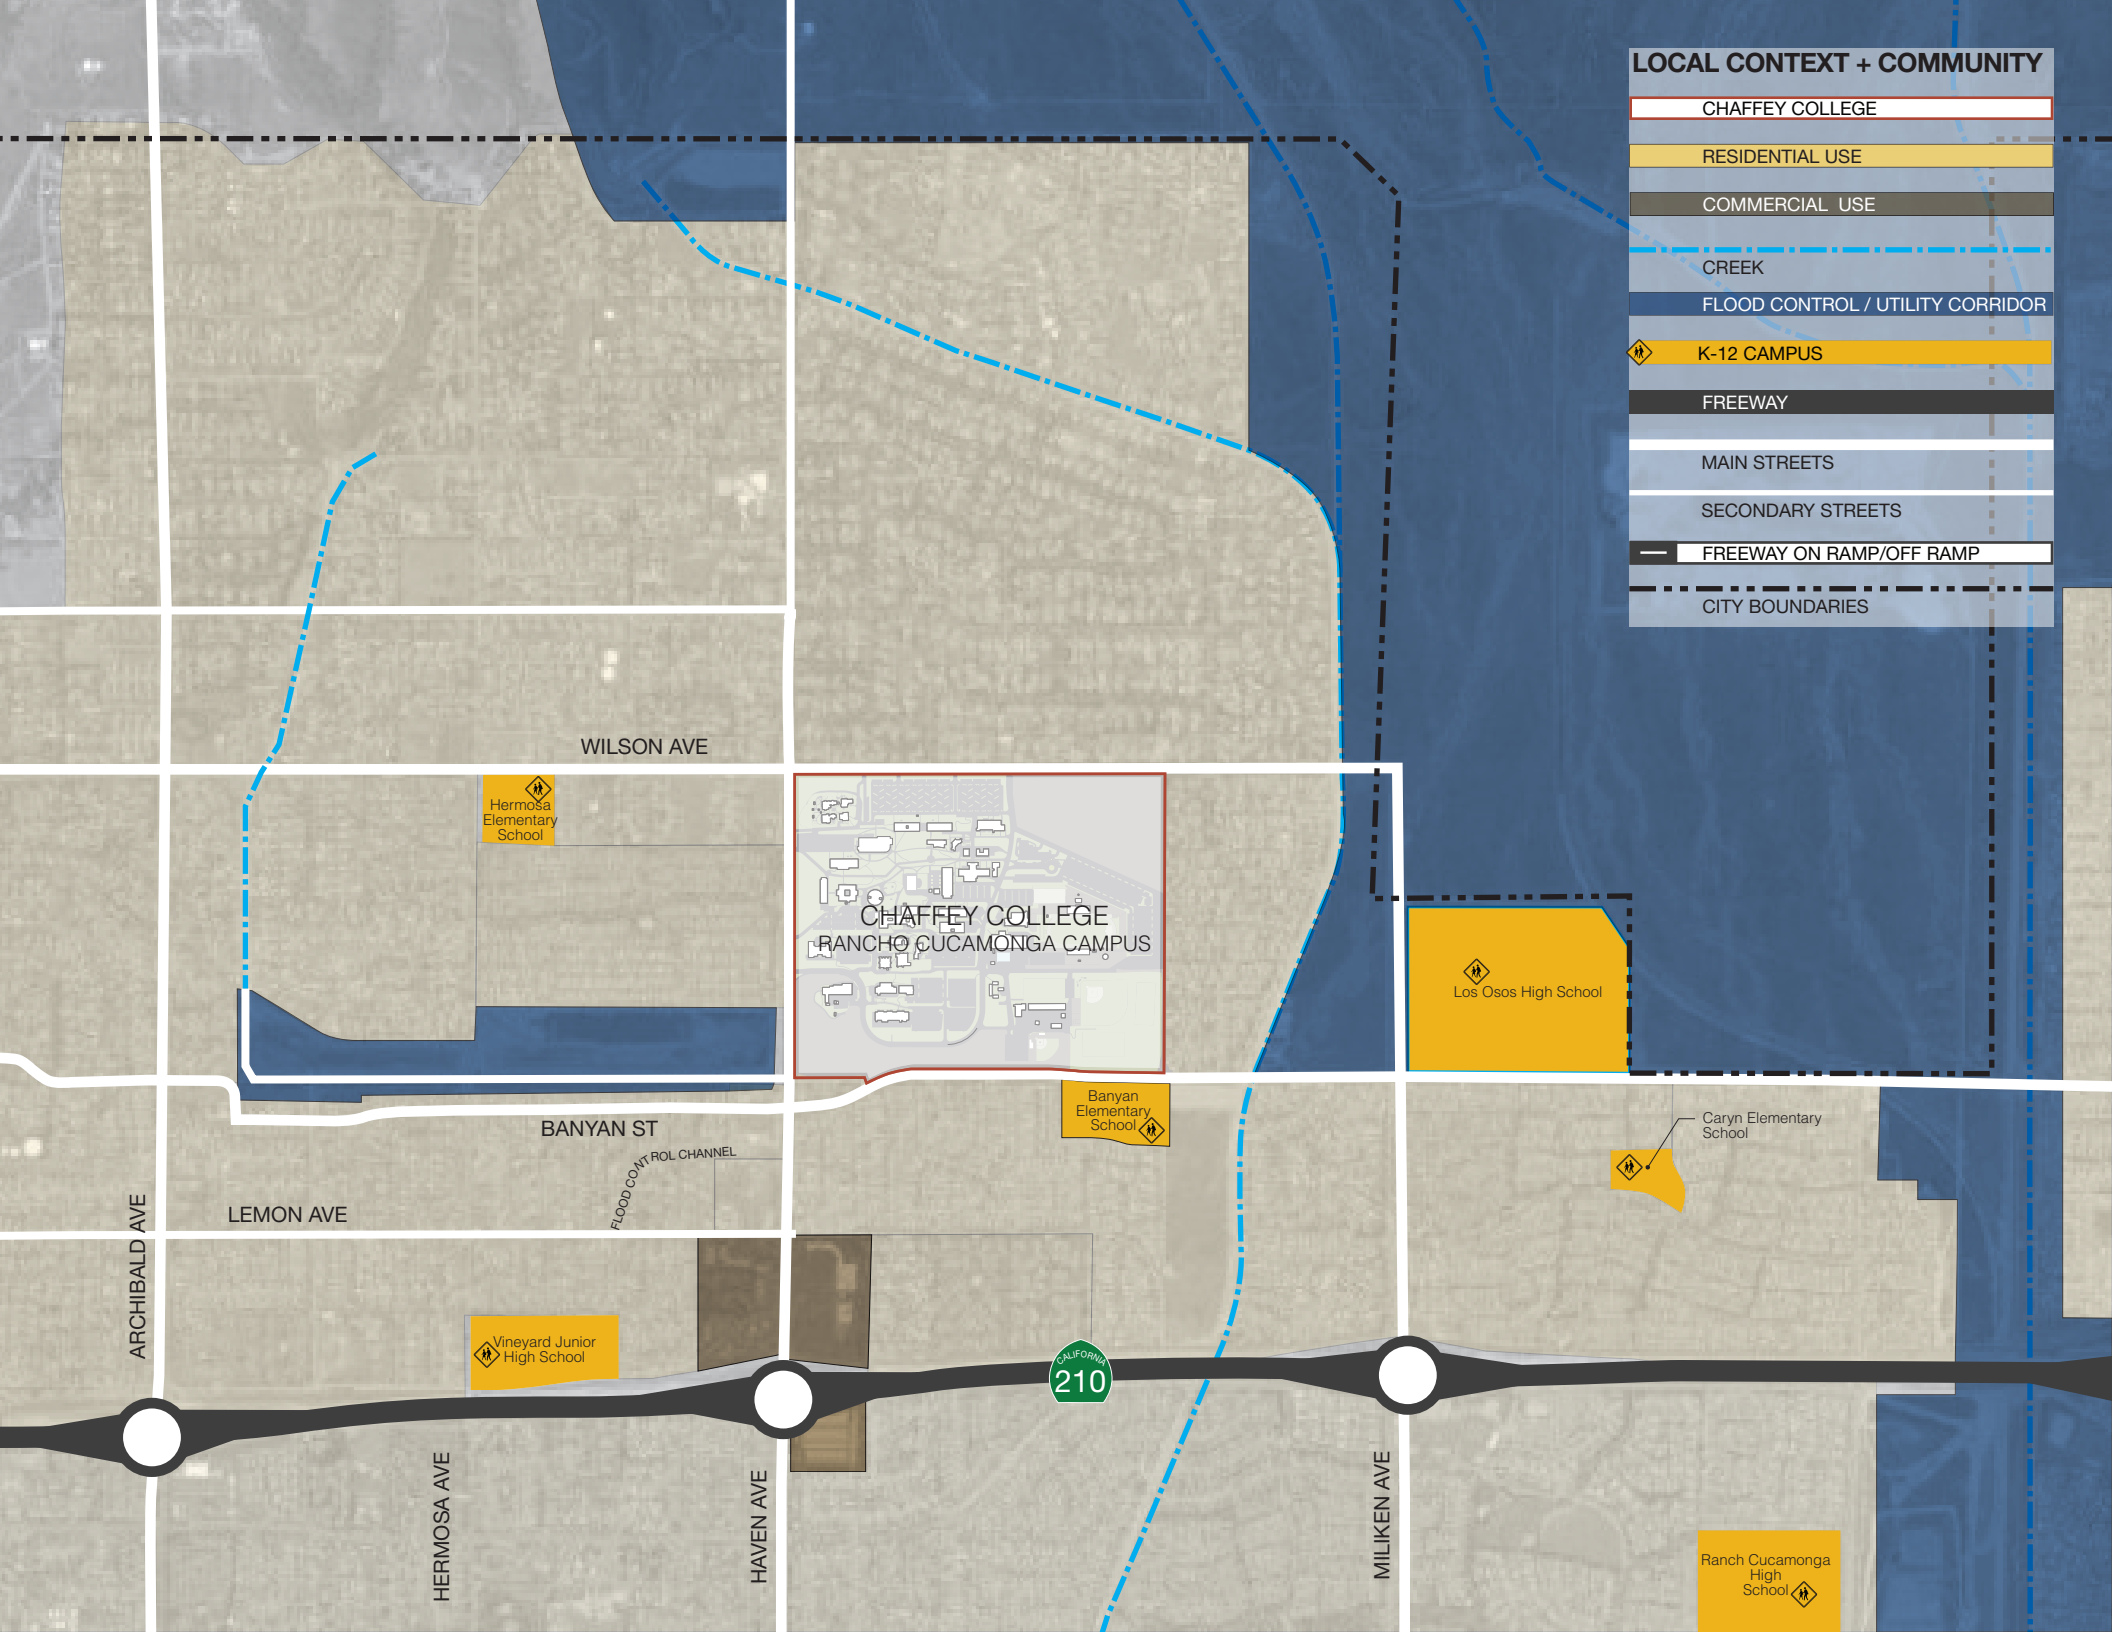 LOCAL CONTEXT + COMMUNITY
CHAFFEY COLLEGE
RESIDENTIAL USE
COMMERCIAL USE
CREEK
FLOOD CONTROL / UTILITY CORRIDOR
K-12 CAMPUS
FREEWAY
MAIN STREETS
SECONDARY STREETS
FREEWAY ON RAMP/OFF RAMP
CITY BOUNDARIES
WILSON AVE
Hermosa
Elementary
School
CHAFFEY COLLEGE
RANCHO CUCAMONGA CAMPUS
Los Osos High School
Banyan
Elementary
School
BANYAN ST
Caryn Elementary
School
FLOOD CONTROL CHANNEL
LEMON AVE
ARCHIBALD AVE
Vineyard Junior
High School
CALIFORNIA
210
HERMOSA AVE
HAVEN AVE
MILIKEN AVE
Ranch Cucamonga
High
School